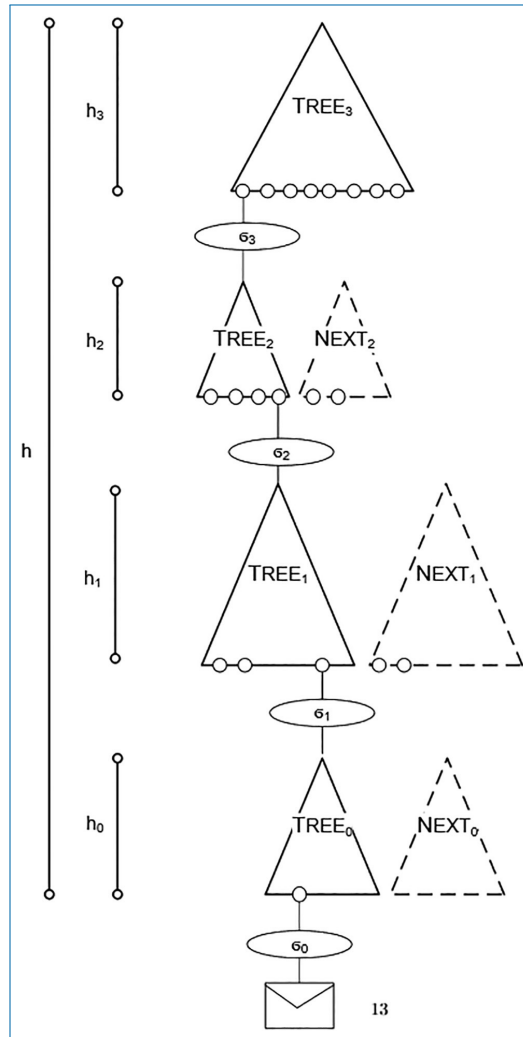 TREE₃
h₃
σ₃
TREE₂ NEXT₂
h₂
σ₂
h
TREE₁ NEXT₁
h₁
σ₁
TREE₀ NEXT₀
h₀
σ₀
13